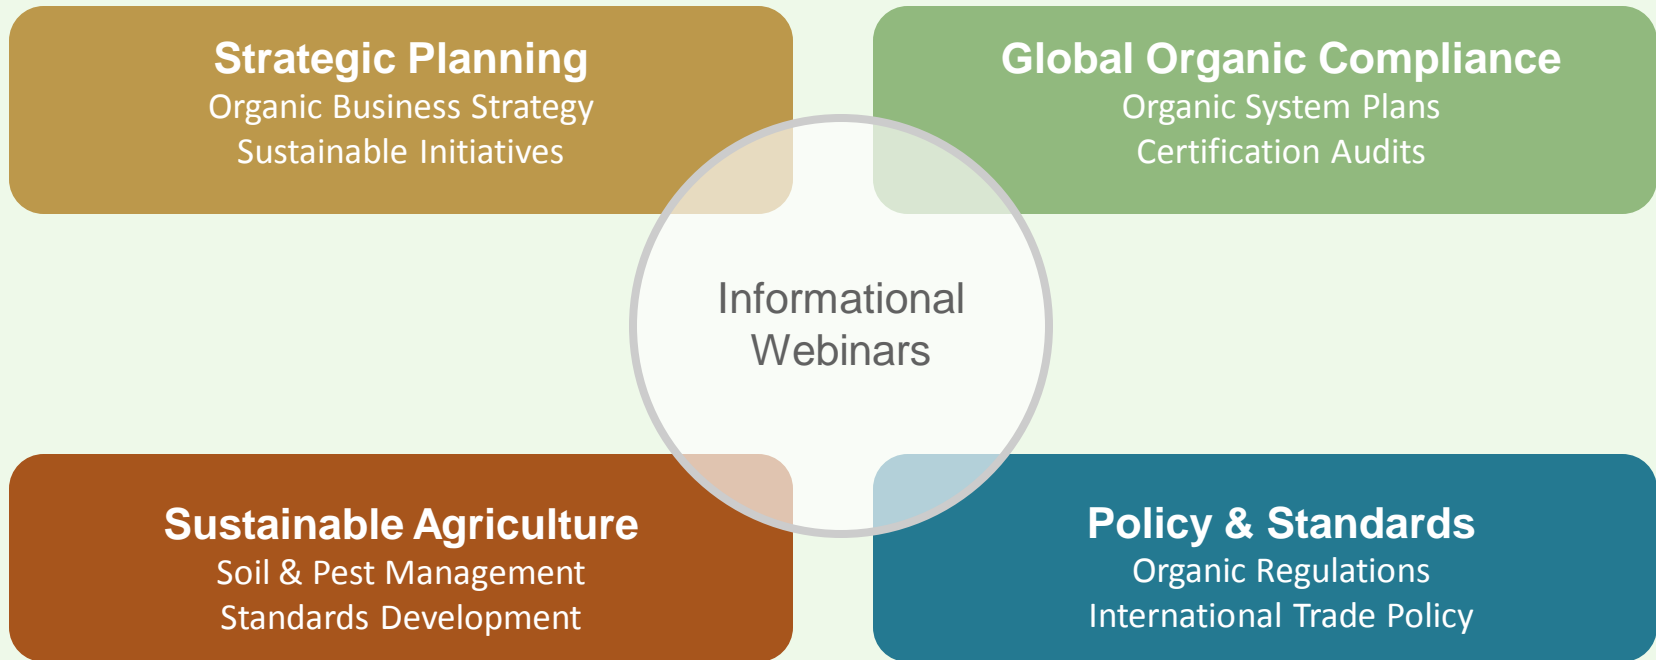 Strategic Planning
Organic Business Strategy
Sustainable Initiatives
Global Organic Compliance
Organic System Plans
Certification Audits
Informational
Webinars
Sustainable Agriculture
Soil & Pest Management
Standards Development
Policy & Standards
Organic Regulations
International Trade Policy